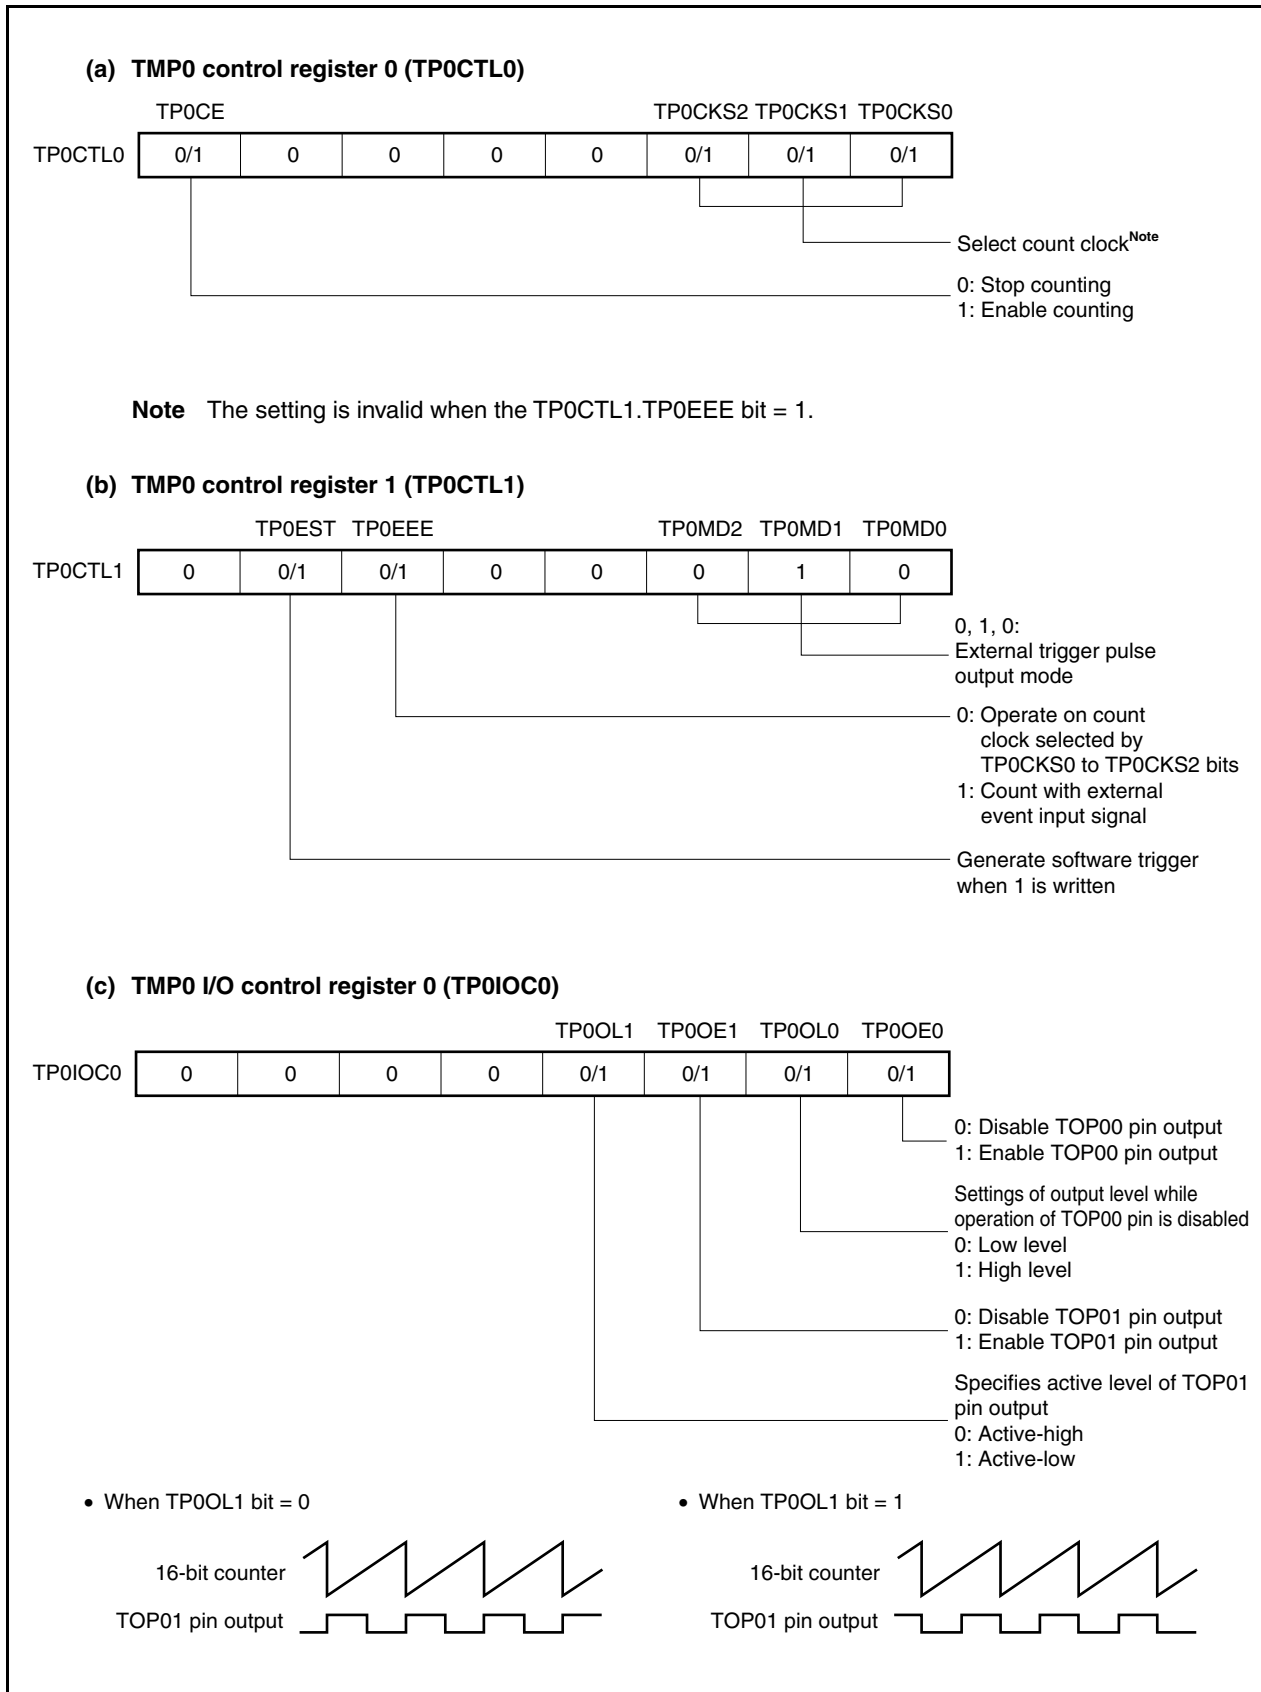 (a) TMP0 control register 0 (TP0CTL0)
TP0CE TP0CKS2 TP0CKS1 TP0CKS0
TP0CTL0 0/1 0 0 0 0 0/1 0/1 0/1
Select count clockNote
0: Stop counting
1: Enable counting
Note The setting is invalid when the TP0CTL1.TP0EEE bit = 1.
(b) TMP0 control register 1 (TP0CTL1)
TP0EST TP0EEE TP0MD2 TP0MD1 TP0MD0
TP0CTL1 0 0/1 0/1 0 0 0 1 0
0, 1, 0:
External trigger pulse
output mode
0: Operate on count
clock selected by
TP0CKS0 to TP0CKS2 bits
1: Count with external
event input signal
Generate software trigger
when 1 is written
(c) TMP0 I/O control register 0 (TP0IOC0)
TP0OL1 TP0OE1 TP0OL0 TP0OE0
TP0IOC0 0 0 0 0 0/1 0/1 0/1 0/1
0: Disable TOP00 pin output
1: Enable TOP00 pin output
Settings of output level while
operation of TOP00 pin is disabled
0: Low level
1: High level
0: Disable TOP01 pin output
1: Enable TOP01 pin output
Specifies active level of TOP01
pin output
0: Active-high
1: Active-low
• When TP0OL1 bit = 0
16-bit counter
TOP01 pin output
• When TP0OL1 bit = 1
16-bit counter
TOP01 pin output